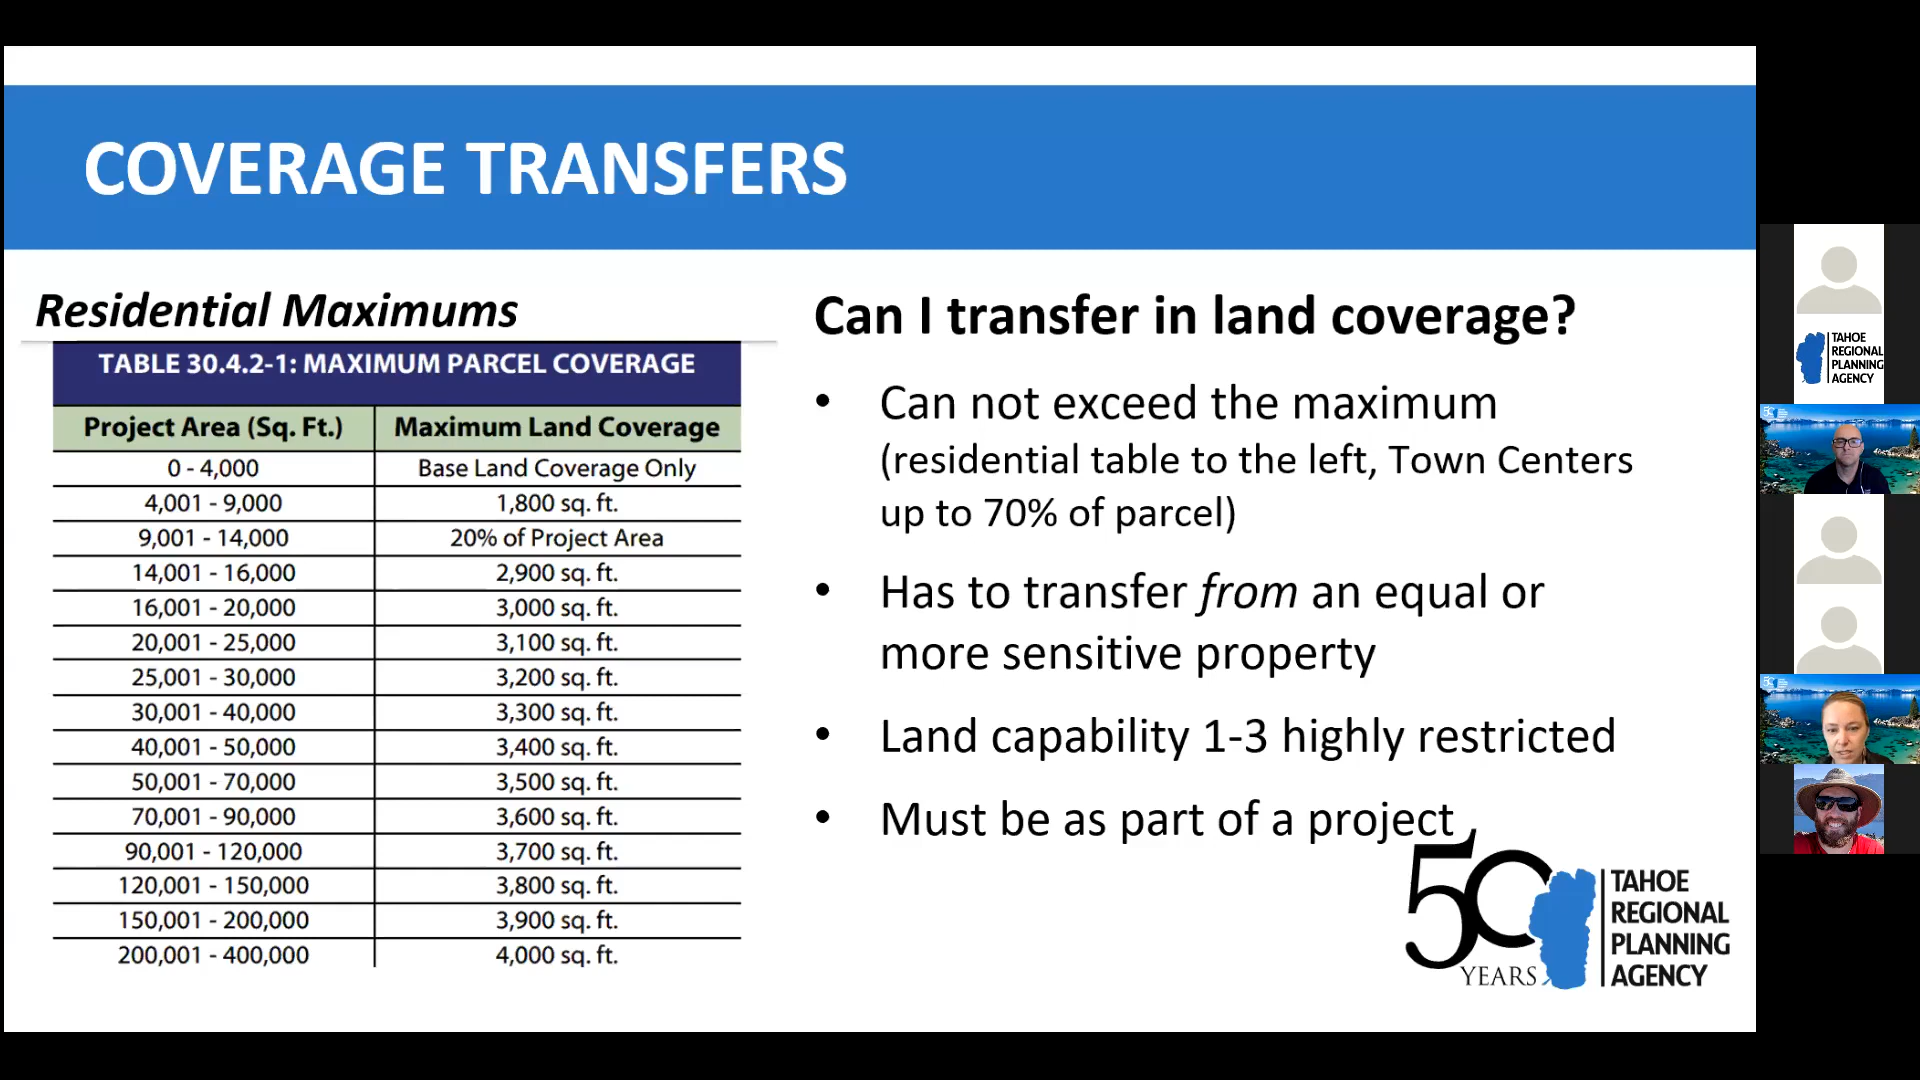 COVERAGE TRANSFERS
Residential Maximums
TABLE 30.4.2-1: MAXIMUM PARCEL COVERAGE
Project Area (Sq. Ft.) Maximum Land Coverage
0 - 4,000 Base Land Coverage Only
4,001 - 9,000 1,800 sq. ft.
9,001 - 14,000 20% of Project Area
14,001 - 16,000 2,900 sq. ft.
16,001 - 20,000 3,000 sq. ft.
20,001 - 25,000 3,100 sq. ft.
25,001 - 30,000 3,200 sq. ft.
30,001 - 40,000 3,300 sq. ft.
40,001 - 50,000 3,400 sq. ft.
50,001 - 70,000 3,500 sq. ft.
70,001 - 90,000 3,600 sq. ft.
90,001 - 120,000 3,700 sq. ft.
120,001 - 150,000 3,800 sq. ft.
150,001 - 200,000 3,900 sq. ft.
200,001 - 400,000 4,000 sq. ft.
Can I transfer in land coverage?
• Can not exceed the maximum
(residential table to the left, Town Centers
up to 70% of parcel)
• Has to transfer from an equal or
more sensitive property
• Land capability 1-3 highly restricted
• Must be as part of a project
50
YEARS
TAHOE
REGIONAL
PLANNING
AGENCY
TAHOE
REGIONAL
PLANNING
AGENCY
50
50